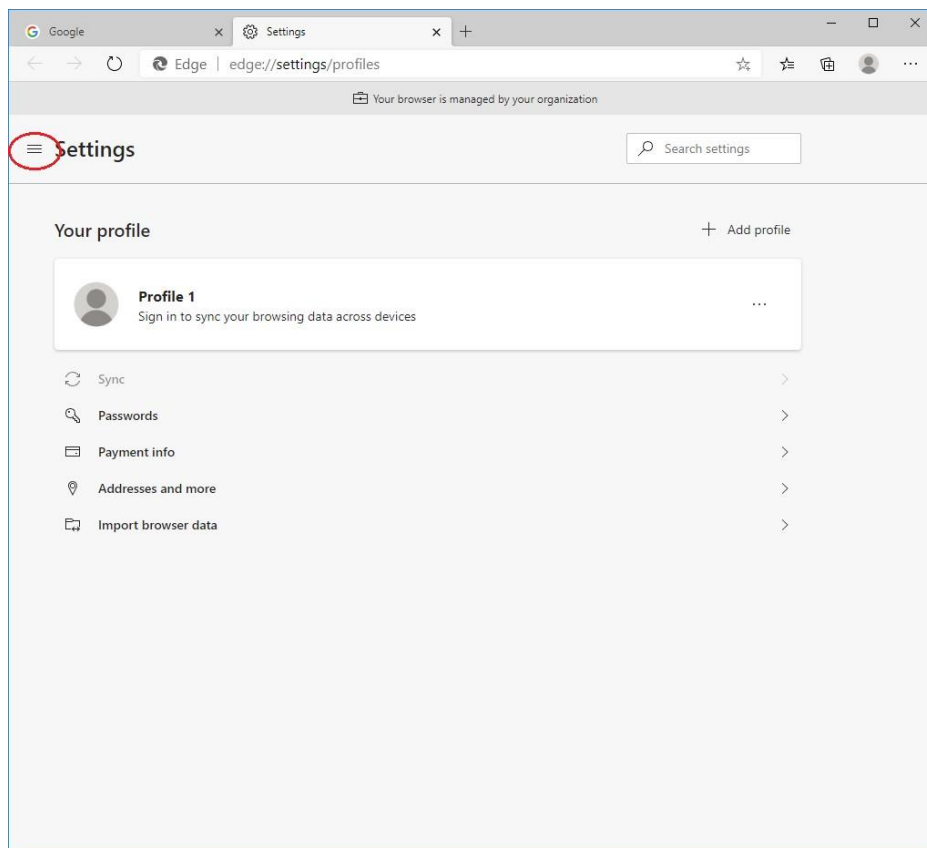 Google
Settings
Edge | edge://settings/profiles
Your browser is managed by your organization
Settings
Search settings
Your profile
Add profile
Profile 1
Sign in to sync your browsing data across devices
Sync
Passwords
Payment info
Addresses and more
Import browser data